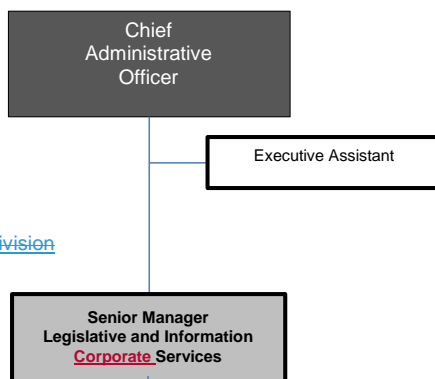 Chief
Administrative
Officer
Executive Assistant
ivision
Senior Manager
Legislative and Information
Corporate Services